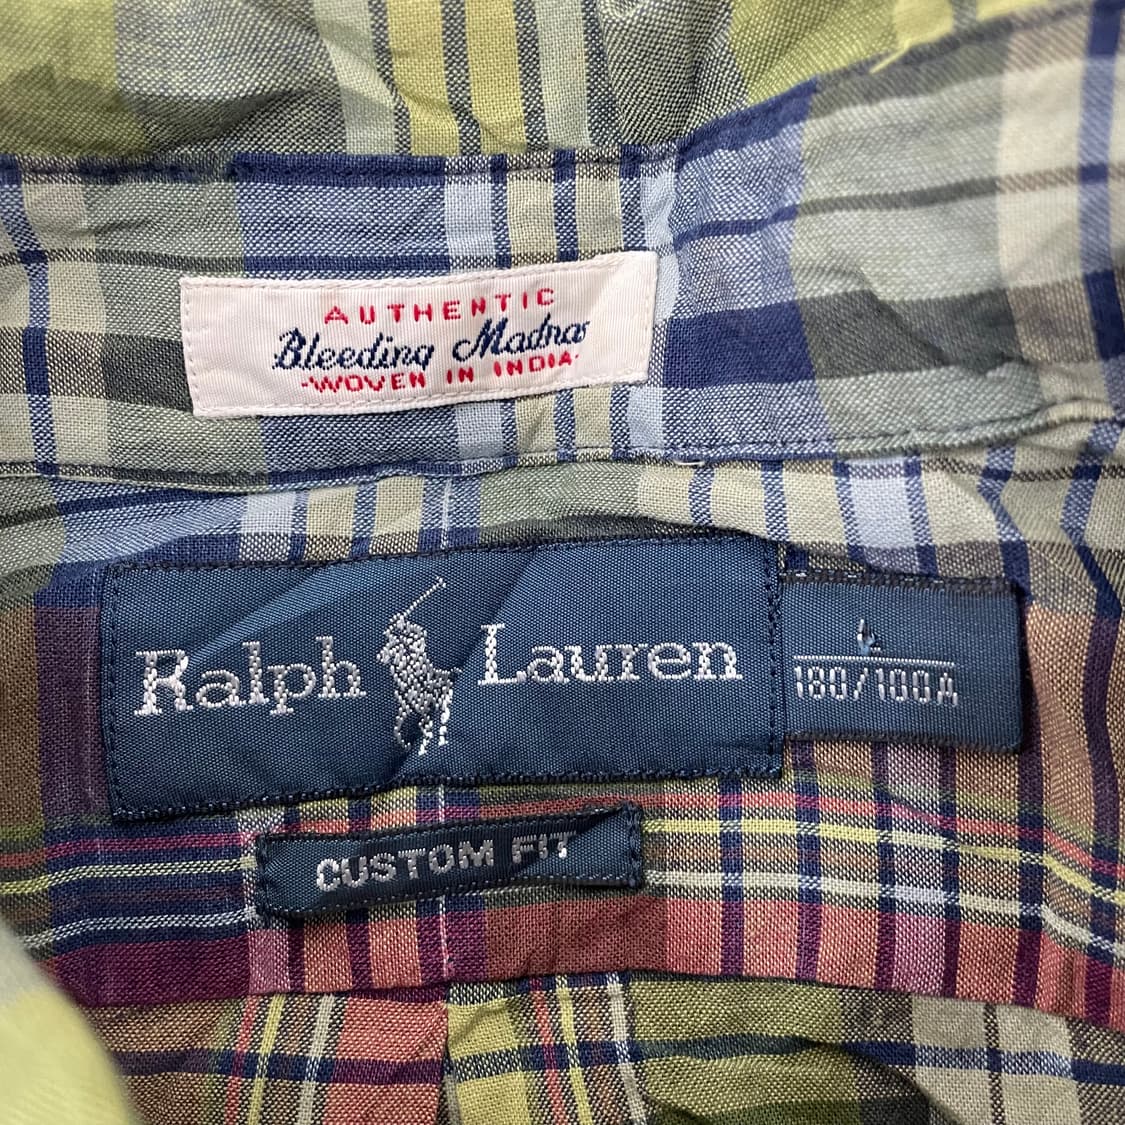 AUTHENTIC
Bleeding Madras
-WOVEN IN INDIA-
Ralph Lauren
L
180/100A
CUSTOM FIT